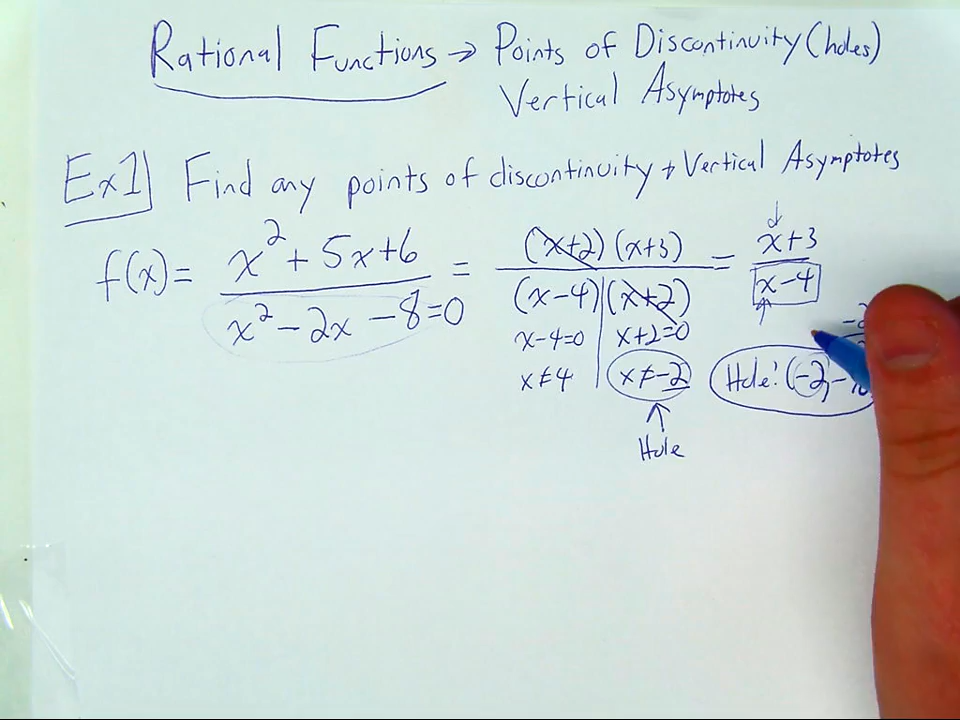 Rational Functions → Points of Discontinuity (holes)
Vertical Asymptotes
Ex1 Find any points of discontinuity + Vertical Asymptotes
f(x) = x² + 5x + 6 / x² - 2x - 8 = 0 = (x+2)(x+3) / (x-4)(x+2) = x+3 / x-4
x-4=0 x+2=0
x≠4 x≠-2 Hole: (-2,
Hole